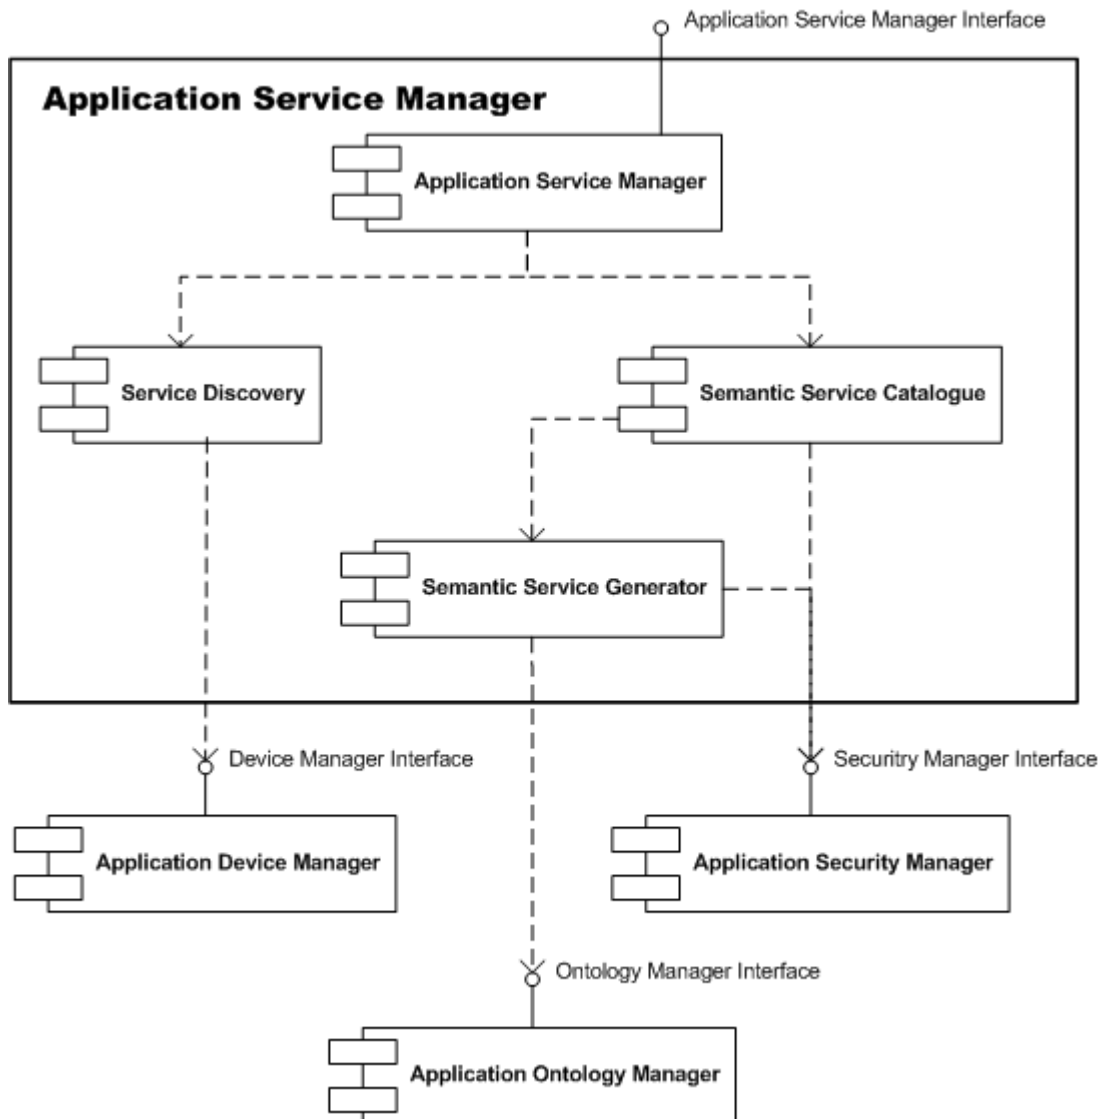 Application Service Manager Interface
Application Service Manager
Application Service Manager
Service Discovery
Semantic Service Catalogue
Semantic Service Generator
Device Manager Interface
Securitry Manager Interface
Application Device Manager
Application Security Manager
Ontology Manager Interface
Application Ontology Manager